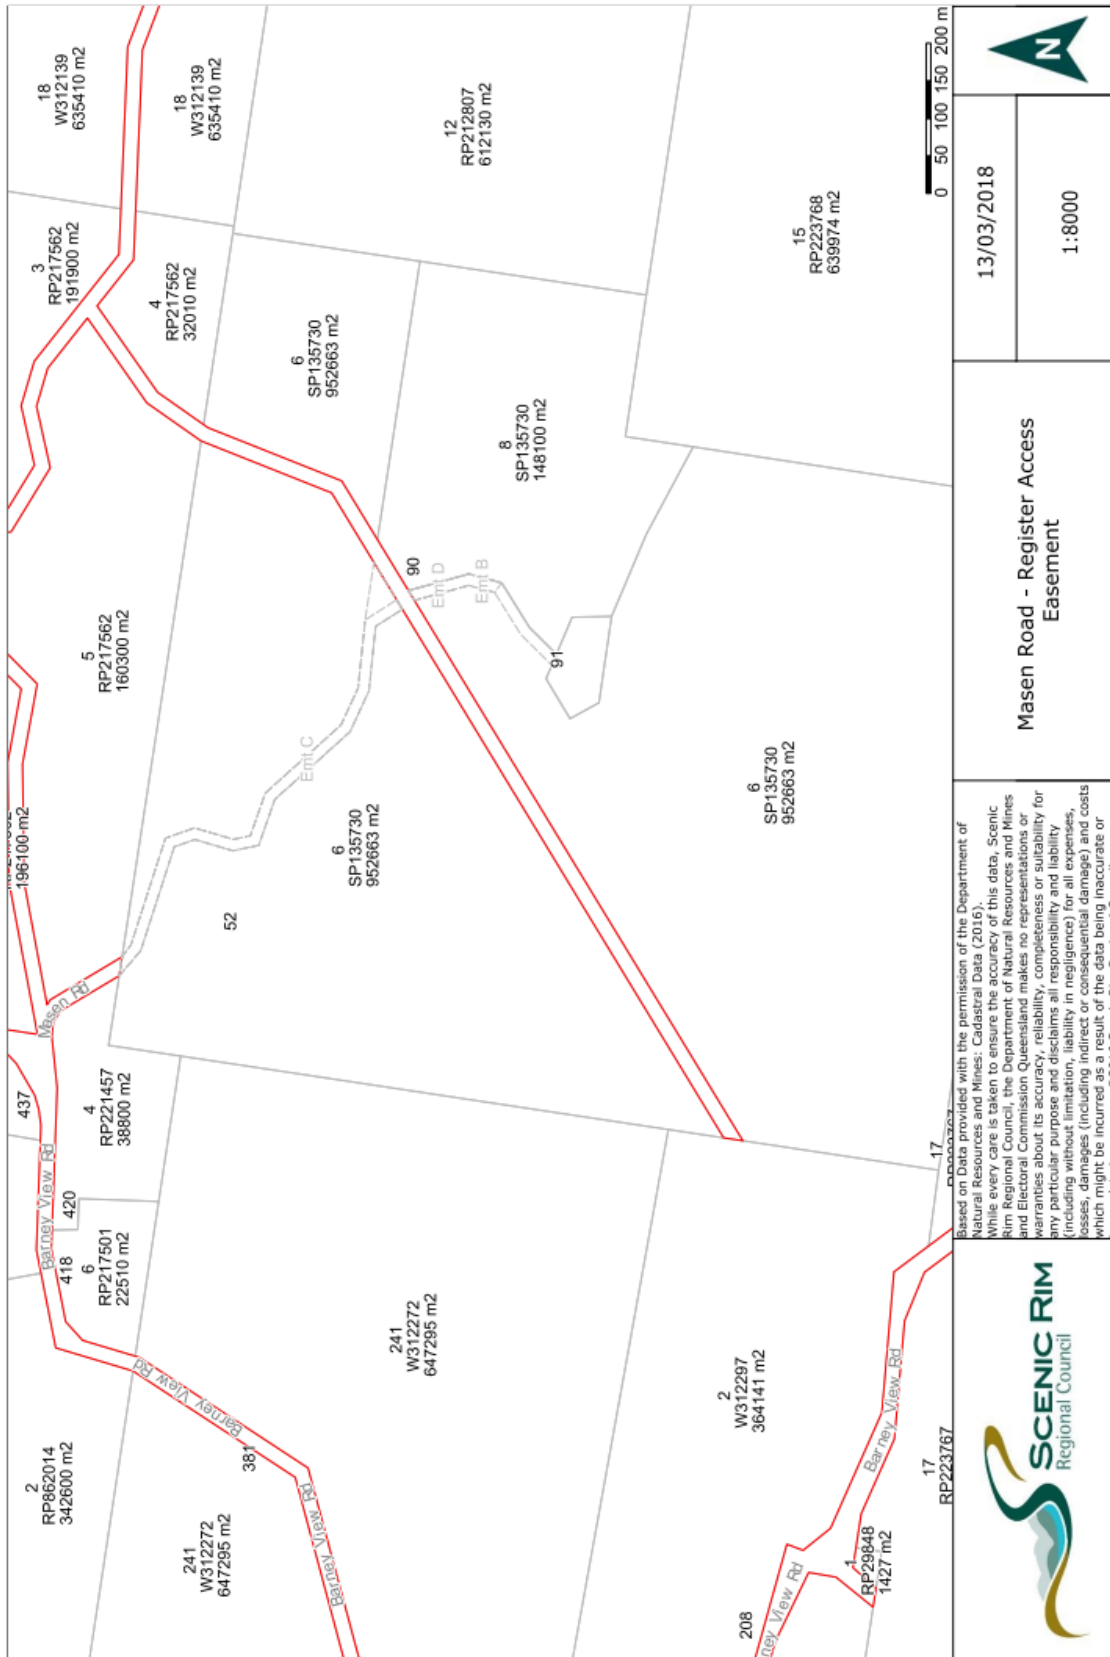 18
W312139
635410 m2
18
W312139
635410 m2
12
RP212807
612130 m2
15
RP223768
639974 m2
3
RP217562
191900 m2
4
RP217562
32010 m2
6
SP135730
952663 m2
8
SP135730
148100 m2
5
RP217562
160300 m2
90
Emt D
Emt B
91
Emt C
6
SP135730
952663 m2
6
SP135730
952663 m2
52
196100 m2
Masen Rd
437
4
RP221457
38800 m2
Barney View Rd
420
418
6
RP217501
22510 m2
17
241
W312272
647295 m2
2
W312297
364141 m2
Barney View Rd
Barney View Rd
381
2
RP862014
342600 m2
241
W312272
647295 m2
Barney View Rd
Barney View Rd
17
RP223767
1
RP29848
1427 m2
208
ney View Rd
0 50 100 150 200 m
SCENIC RIM
Regional Council
Based on Data provided with the permission of the Department of
Natural Resources and Mines: Cadastral Data (2016).
While every care is taken to ensure the accuracy of this data, Scenic
Rim Regional Council, the Department of Natural Resources and Mines
and Electoral Commission Queensland makes no representations or
warranties about its accuracy, reliability, completeness or suitability for
any particular purpose and disclaims all responsibility and liability
(including without limitation, liability in negligence) for all expenses,
losses, damages (including indirect or consequential damage) and costs
which might be incurred as a result of the data being inaccurate or
Masen Road - Register Access
Easement
13/03/2018
1:8000
N